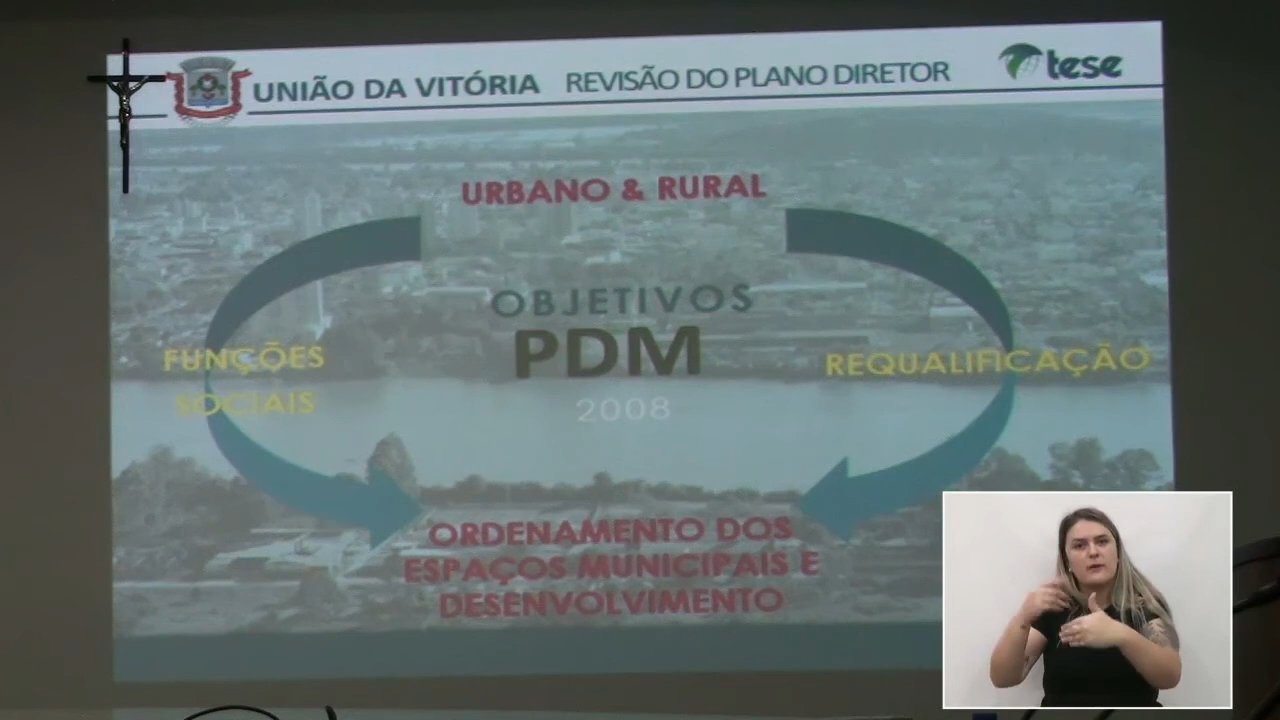 UNIÃO DA VITÓRIA REVISÃO DO PLANO DIRETOR
tese
URBANO & RURAL
OBJETIVOS
PDM
2008
FUNÇÕES
SOCIAIS
REQUALIFICAÇÃO
ORDENAMENTO DOS
ESPAÇOS MUNICIPAIS E
DESENVOLVIMENTO